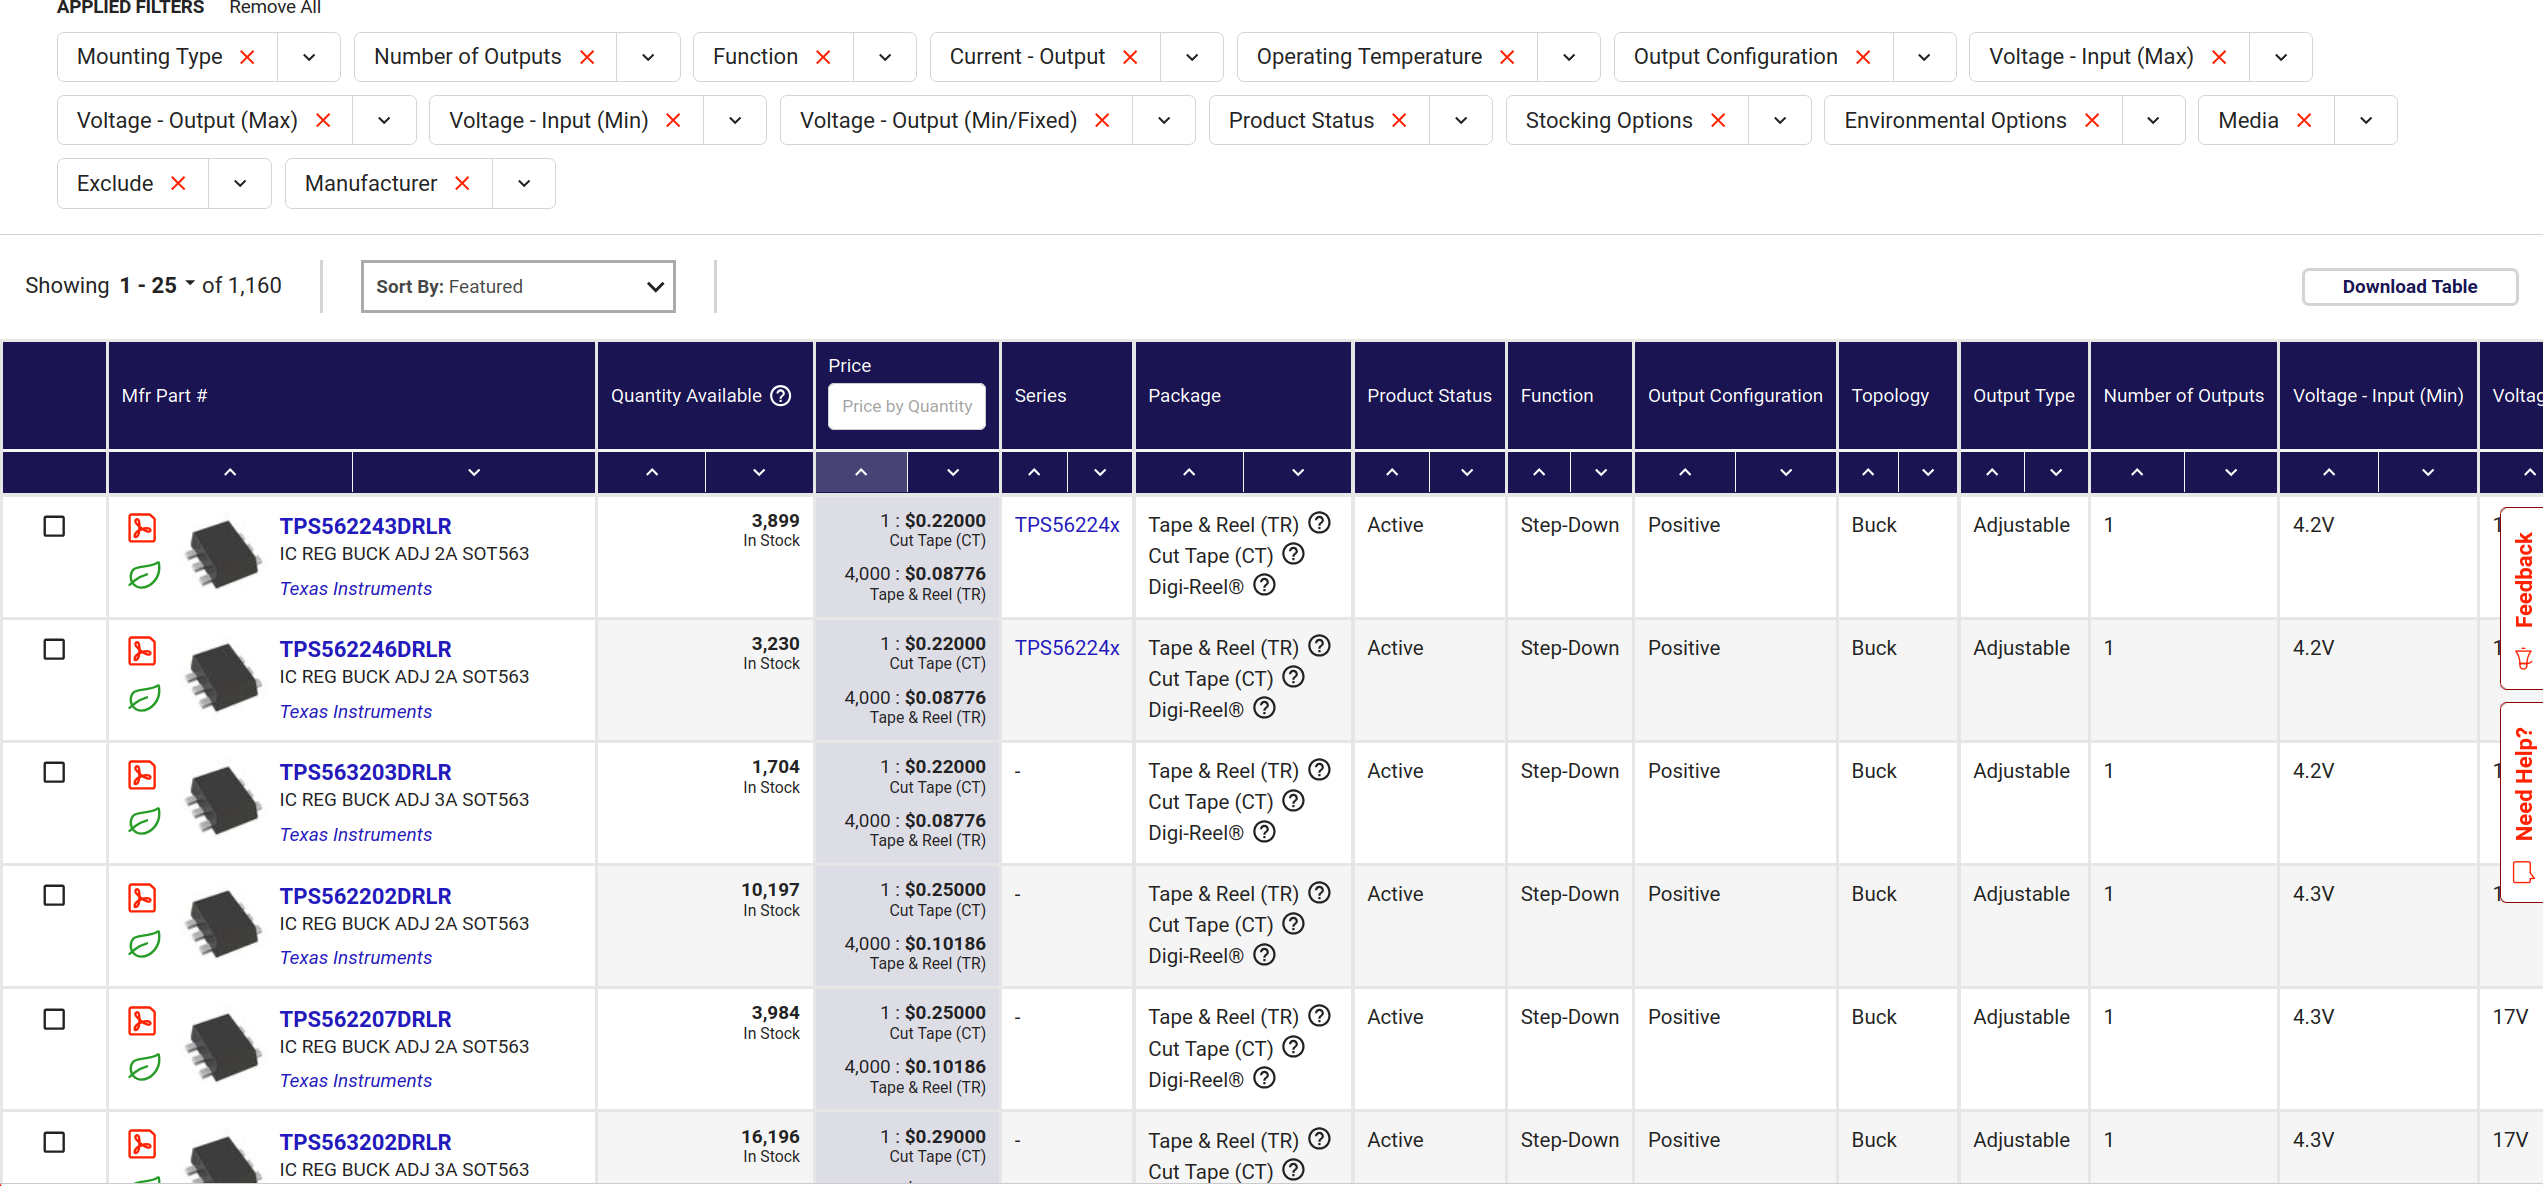 APPLIED FILTERS Remove All
Mounting Type Number of Outputs Function Current - Output Operating Temperature Output Configuration Voltage - Input (Max)
Voltage - Output (Max) Voltage - Input (Min) Voltage - Output (Min/Fixed) Product Status Stocking Options Environmental Options Media
Exclude Manufacturer
Showing 1 - 25 of 1,160 Sort By: Featured Download Table
Mfr Part # Quantity Available Price Series Package Product Status Function Output Configuration Topology Output Type Number of Outputs Voltage - Input (Min) Voltag
Price by Quantity
TPS562243DRLR 3,899 1 : $0.22000 TPS56224x Tape & Reel (TR) Active Step-Down Positive Buck Adjustable 1 4.2V 1
IC REG BUCK ADJ 2A SOT563 In Stock Cut Tape (CT) Cut Tape (CT)
Texas Instruments 4,000 : $0.08776 Digi-Reel®
Tape & Reel (TR)
TPS562246DRLR 3,230 1 : $0.22000 TPS56224x Tape & Reel (TR) Active Step-Down Positive Buck Adjustable 1 4.2V 1
IC REG BUCK ADJ 2A SOT563 In Stock Cut Tape (CT) Cut Tape (CT)
Texas Instruments 4,000 : $0.08776 Digi-Reel®
Tape & Reel (TR)
TPS563203DRLR 1,704 1 : $0.22000 - Tape & Reel (TR) Active Step-Down Positive Buck Adjustable 1 4.2V 1
IC REG BUCK ADJ 3A SOT563 In Stock Cut Tape (CT) Cut Tape (CT)
Texas Instruments 4,000 : $0.08776 Digi-Reel®
Tape & Reel (TR)
TPS562202DRLR 10,197 1 : $0.25000 - Tape & Reel (TR) Active Step-Down Positive Buck Adjustable 1 4.3V 1
IC REG BUCK ADJ 2A SOT563 In Stock Cut Tape (CT) Cut Tape (CT)
Texas Instruments 4,000 : $0.10186 Digi-Reel®
Tape & Reel (TR)
TPS562207DRLR 3,984 1 : $0.25000 - Tape & Reel (TR) Active Step-Down Positive Buck Adjustable 1 4.3V 17V
IC REG BUCK ADJ 2A SOT563 In Stock Cut Tape (CT) Cut Tape (CT)
Texas Instruments 4,000 : $0.10186 Digi-Reel®
Tape & Reel (TR)
TPS563202DRLR 16,196 1 : $0.29000 - Tape & Reel (TR) Active Step-Down Positive Buck Adjustable 1 4.3V 17V
IC REG BUCK ADJ 3A SOT563 In Stock Cut Tape (CT) Cut Tape (CT)
Feedback
Need Help?